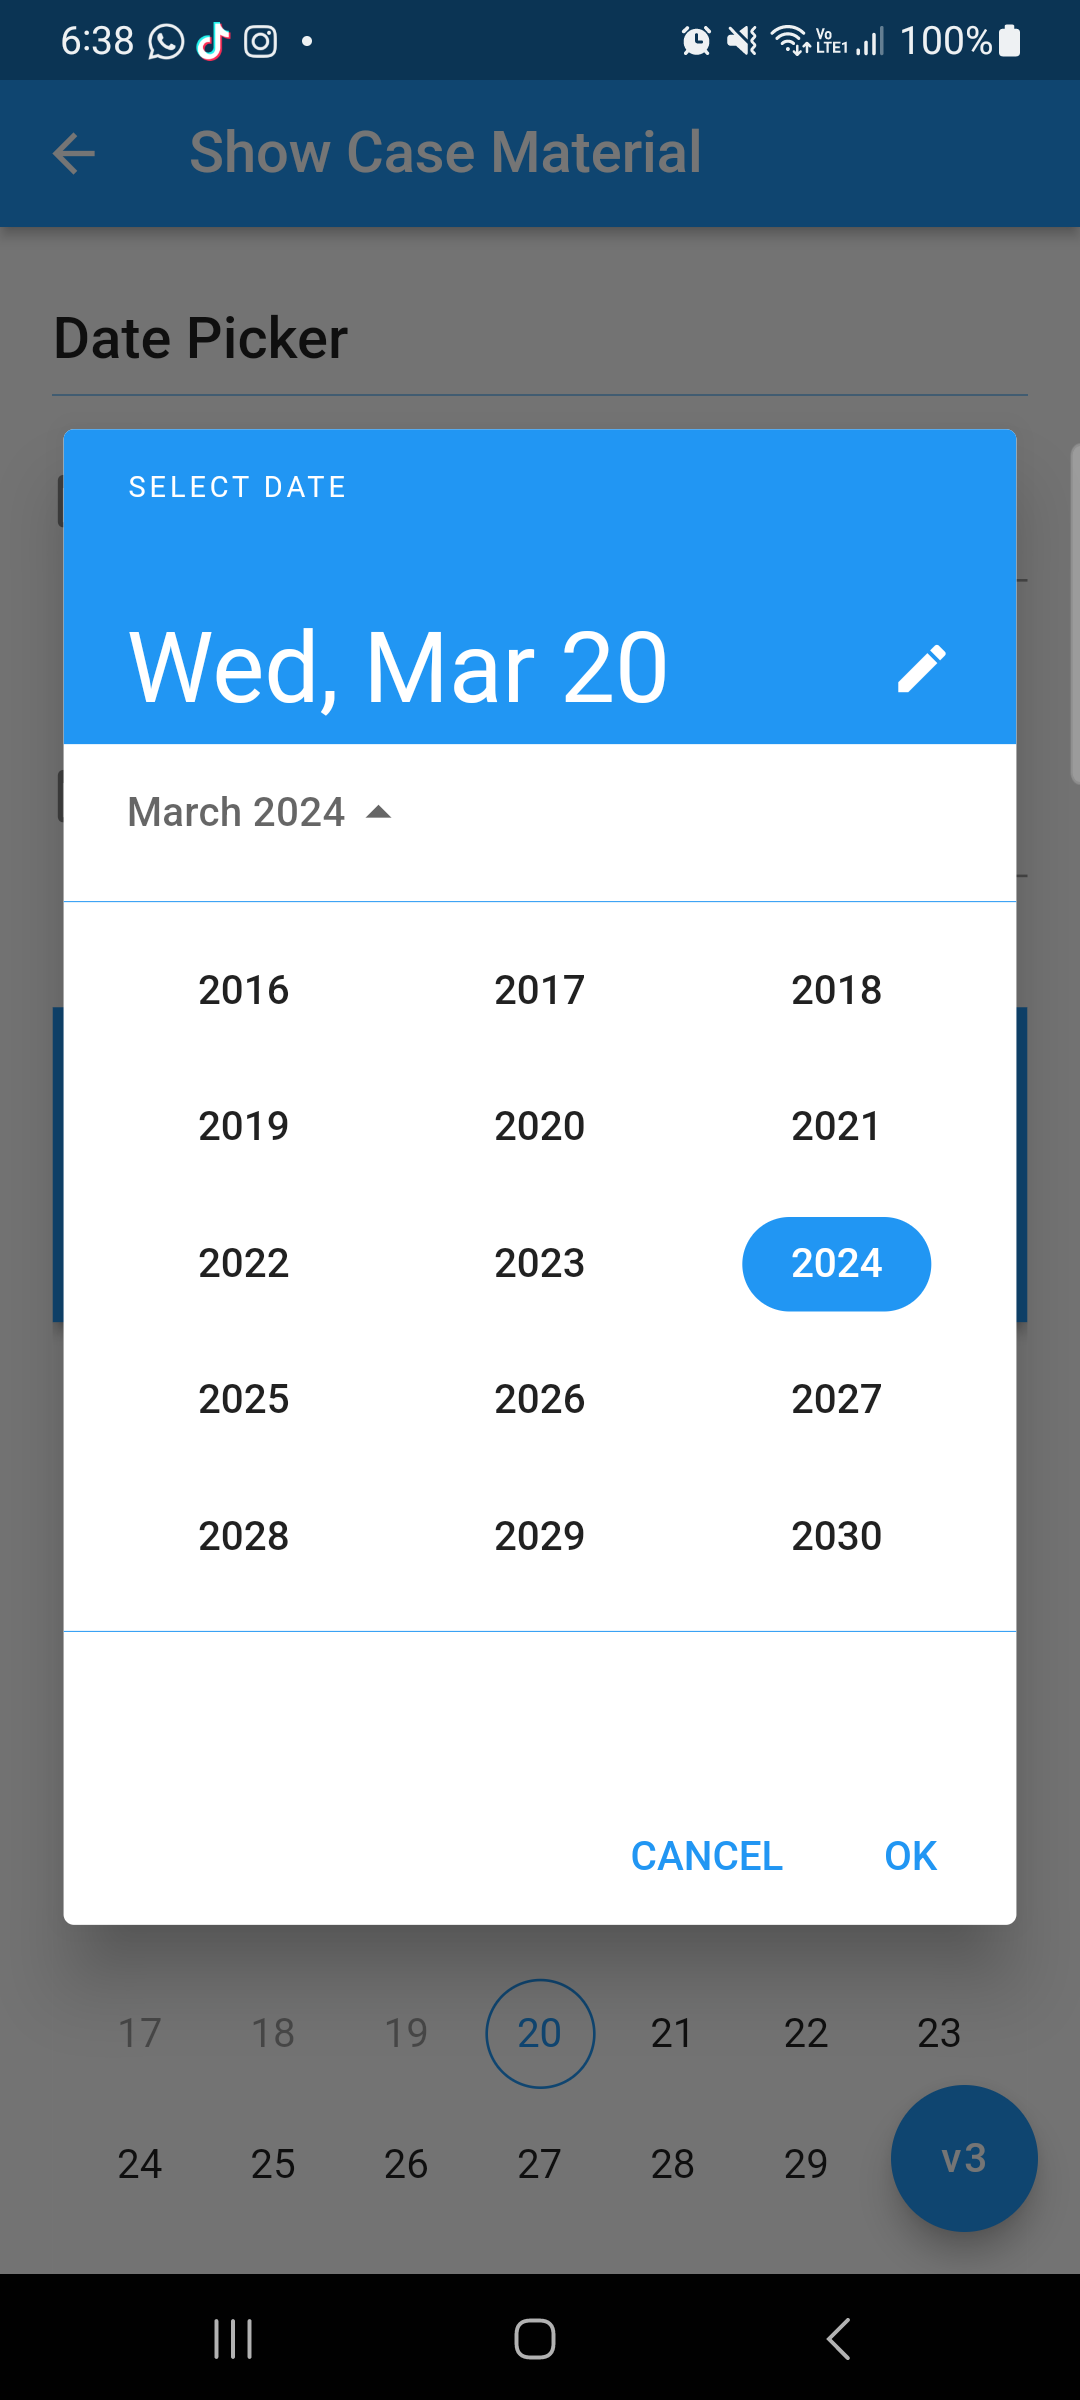 6:38 Vo LTE1 100%
Show Case Material
Date Picker
SELECT DATE
Wed, Mar 20
March 2024
2016 2017 2018
2019 2020 2021
2022 2023 2024
2025 2026 2027
2028 2029 2030
CANCEL OK
17 18 19 20 21 22 23
24 25 26 27 28 29
v3